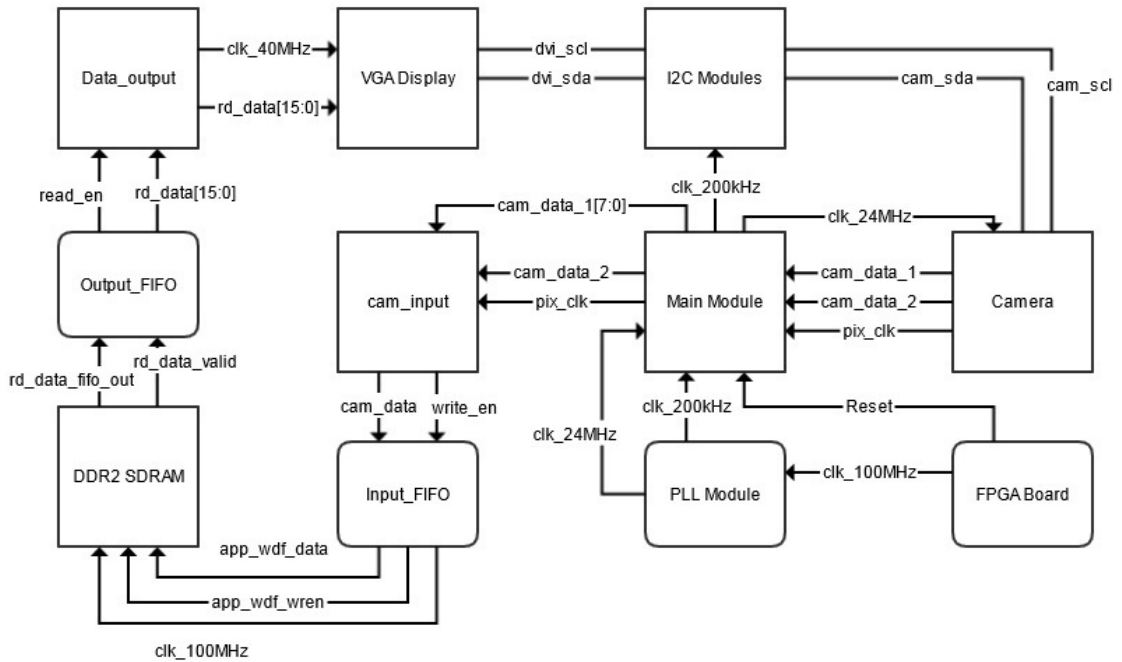 Data_output
clk_40MHz
rd_data[15:0]
VGA Display
dvi_scl
dvi_sda
I2C Modules
cam_sda
cam_scl
read_en
rd_data[15:0]
clk_200kHz
cam_data_1[7:0]
clk_24MHz
Output_FIFO
cam_input
cam_data_2
pix_clk
Main Module
cam_data_1
cam_data_2
pix_clk
Camera
rd_data_fifo_out
rd_data_valid
cam_data
write_en
clk_24MHz
clk_200kHz
Reset
DDR2 SDRAM
Input_FIFO
PLL Module
clk_100MHz
FPGA Board
app_wdf_data
app_wdf_wren
clk_100MHz